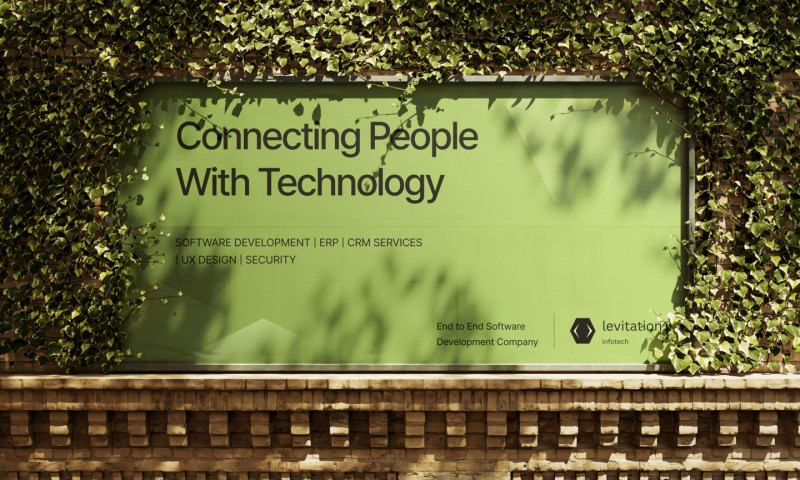 Connecting People
With Technology
SOFTWARE DEVELOPMENT | ERP | CRM SERVICES
| UX DESIGN | SECURITY
End to End Software
Development Company
levitation
infotech